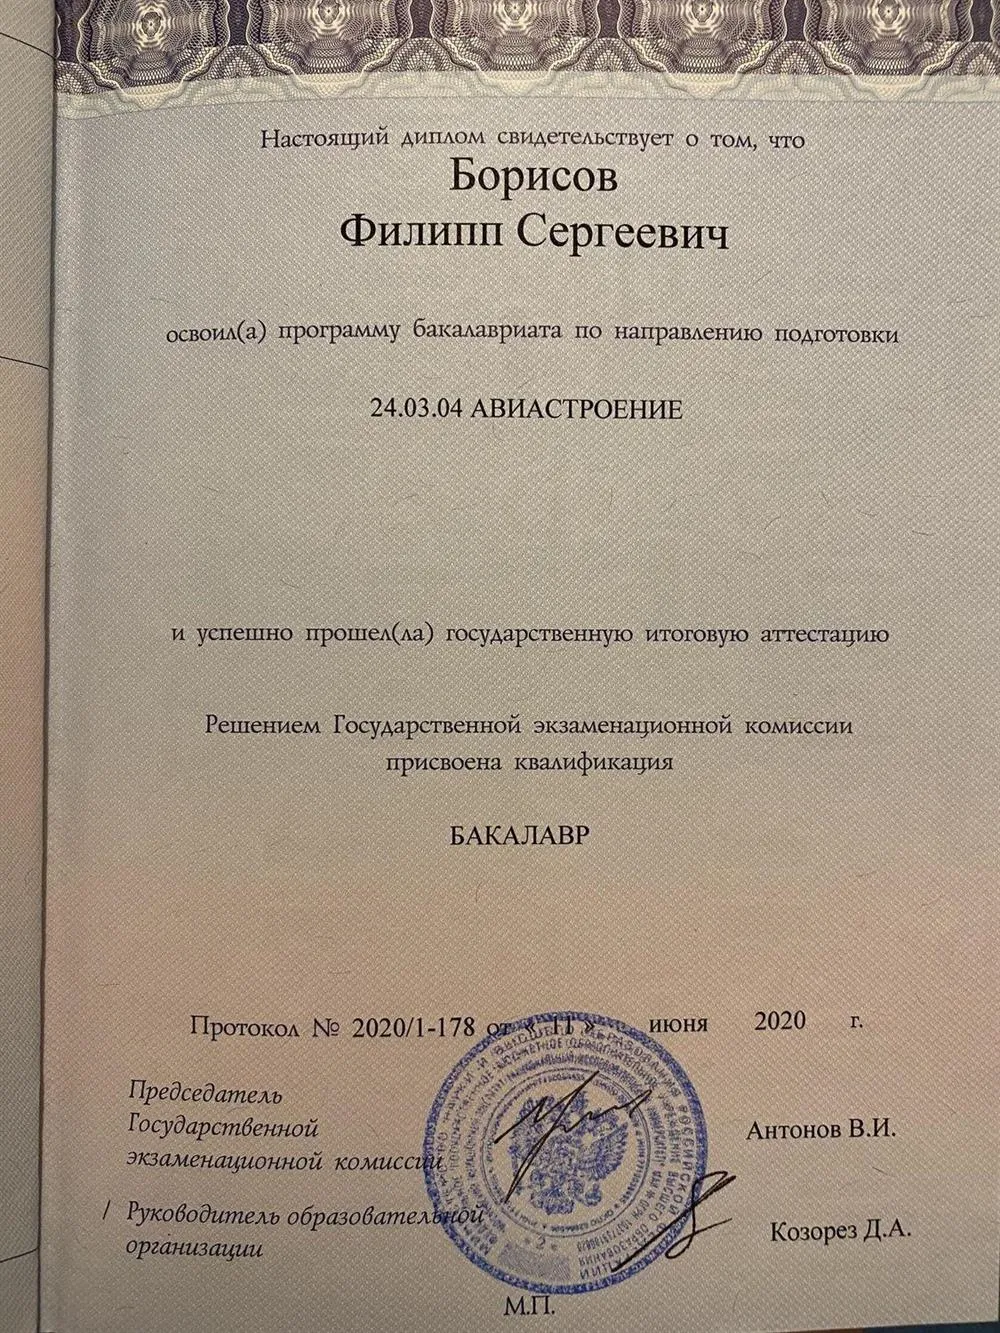 Настоящий диплом свидетельствует о том, что
Борисов
Филипп Сергеевич
освоил(а) программу бакалавриата по направлению подготовки
24.03.04 АВИАСТРОЕНИЕ
и успешно прошел(ла) государственную итоговую аттестацию
Решением Государственной экзаменационной комиссии
присвоена квалификация
БАКАЛАВР
Протокол № 2020/1-178 от « 11 » июня 2020 г.
Председатель
Государственной
экзаменационной комиссии
Антонов В.И.
/ Руководитель образовательной
организации
Козорез Д.А.
М.П.